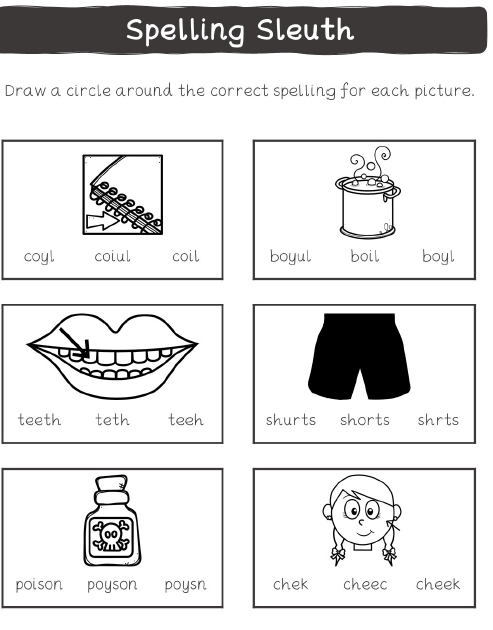 Spelling Sleuth
Draw a circle around the correct spelling for each picture.
coyl coiul coil
boyul boil boyl
teeth teth teeh
shurts shorts shrts
poison poyson poysn
chek cheec cheek